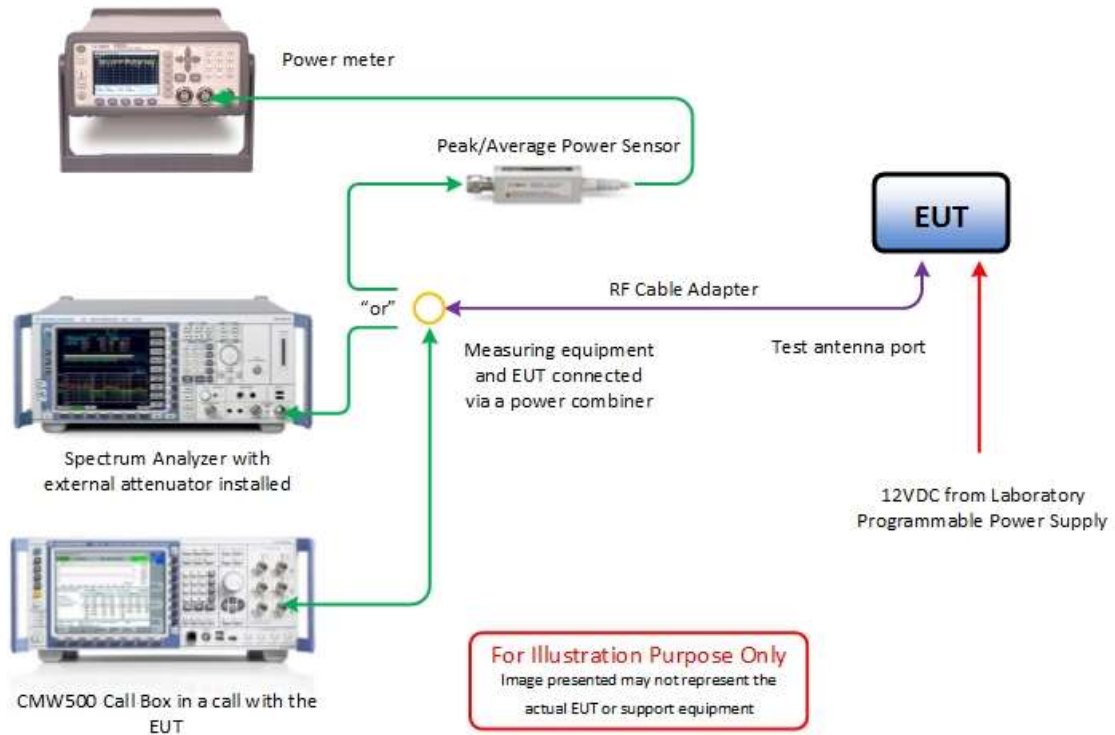 Power meter
Peak/Average Power Sensor
EUT
"or"
RF Cable Adapter
Measuring equipment
and EUT connected
via a power combiner
Test antenna port
Spectrum Analyzer with
external attenuator installed
12VDC from Laboratory
Programmable Power Supply
CMW500 Call Box in a call with the
EUT
For Illustration Purpose Only
Image presented may not represent the
actual EUT or support equipment